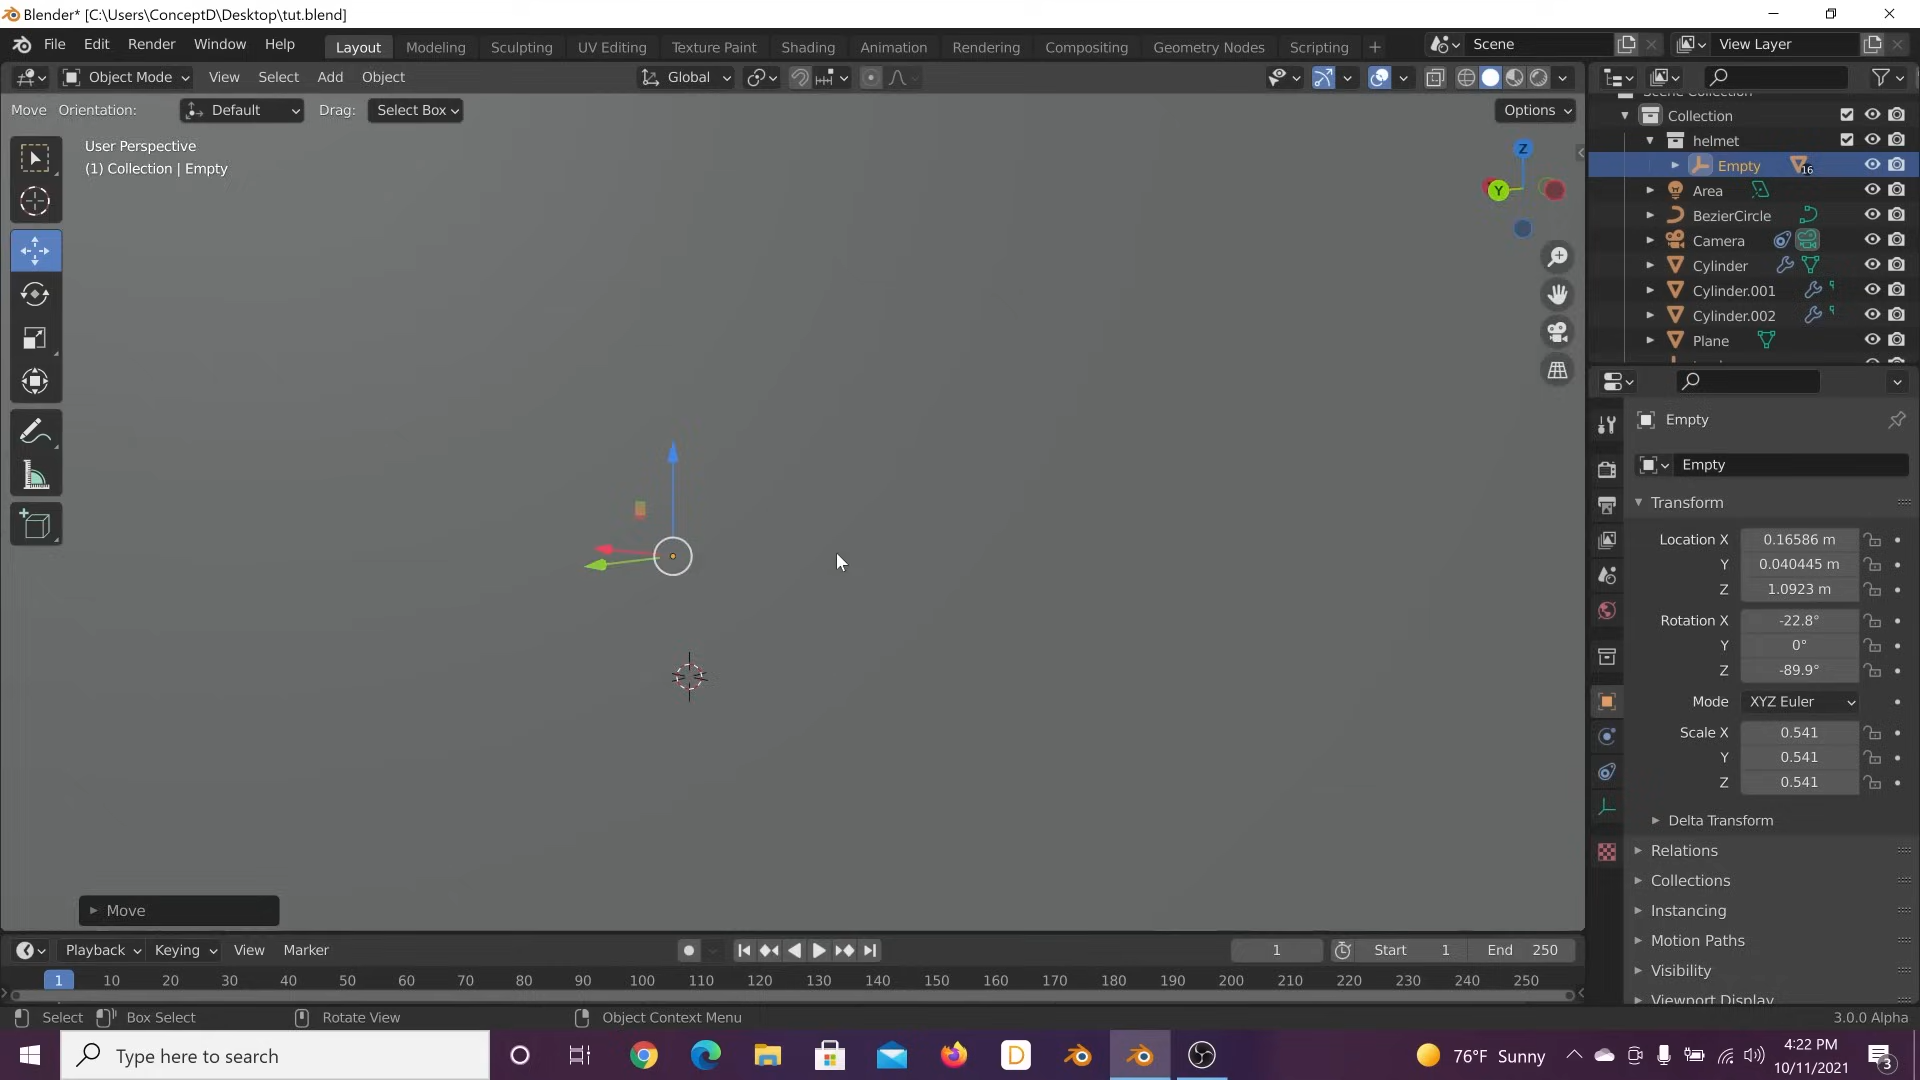 Blender* [C:\Users\ConceptD\Desktop\tut.blend]
File Edit Render Window Help Layout Modeling Sculpting UV Editing Texture Paint Shading Animation Rendering Compositing Geometry Nodes Scripting + Scene View Layer
Object Mode View Select Add Object Global
Move Orientation: Default Drag: Select Box Options
User Perspective
(1) Collection | Empty
Z
Y
Collection
helmet
Empty 16
Area
BezierCircle
Camera
Cylinder
Cylinder.001
Cylinder.002
Plane
Empty
Empty
Transform
Location X 0.16586 m
Y 0.040445 m
Z 1.0923 m
Rotation X -22.8°
Y 0°
Z -89.9°
Mode XYZ Euler
Scale X 0.541
Y 0.541
Z 0.541
Delta Transform
Relations
Collections
Instancing
Motion Paths
Visibility
Viewport Display
Move
Playback Keying View Marker 1 Start 1 End 250
1 10 20 30 40 50 60 70 80 90 100 110 120 130 140 150 160 170 180 190 200 210 220 230 240 250
Select Box Select Rotate View Object Context Menu 3.0.0 Alpha
Type here to search D 76°F Sunny 4:22 PM
10/11/2021 3